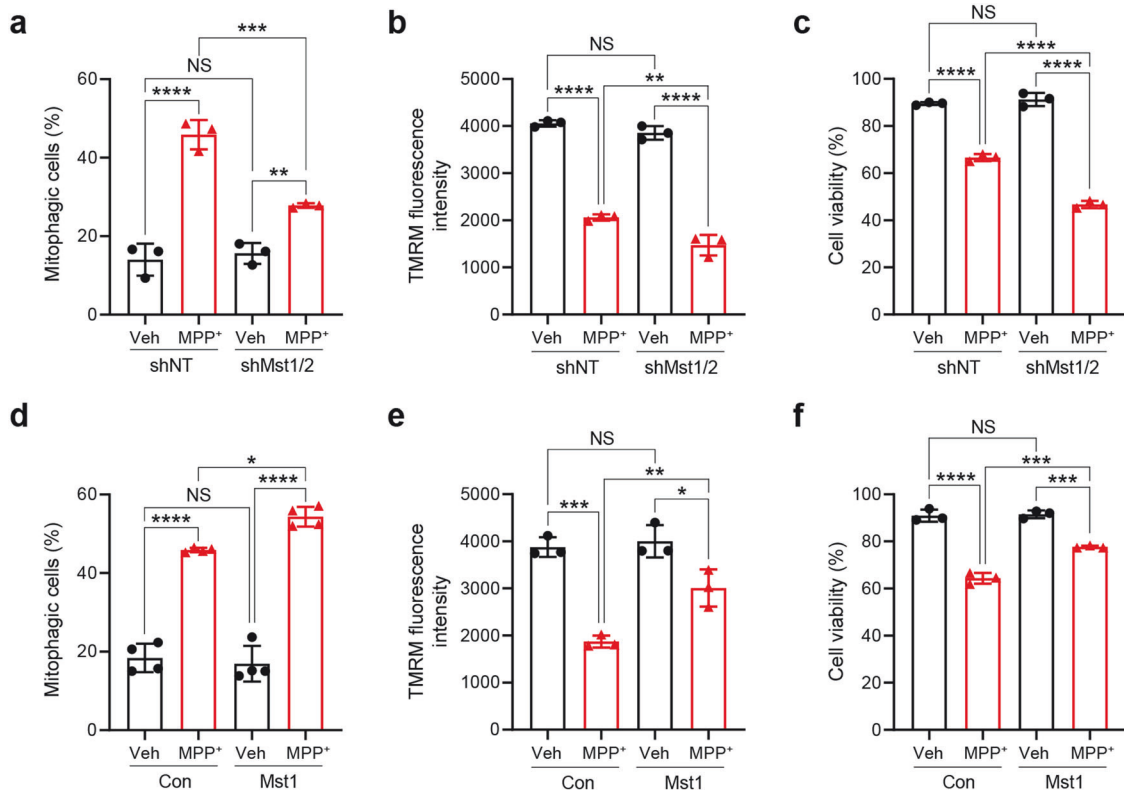 a
***
NS
****
**
Mitophagic cells (%)
60
40
20
0
Veh MPP⁺ Veh MPP⁺
shNT shMst1/2
b
NS
**
****
****
TMRM fluorescence
intensity
5000
4000
3000
2000
1000
0
Veh MPP⁺ Veh MPP⁺
shNT shMst1/2
c
NS
****
****
****
Cell viability (%)
100
80
60
40
20
0
Veh MPP⁺ Veh MPP⁺
shNT shMst1/2
d
*
NS
****
****
Mitophagic cells (%)
60
40
20
0
Veh MPP⁺ Veh MPP⁺
Con Mst1
e
NS
**
***
*
TMRM fluorescence
intensity
5000
4000
3000
2000
1000
0
Veh MPP⁺ Veh MPP⁺
Con Mst1
f
NS
***
****
***
Cell viability (%)
100
80
60
40
20
0
Veh MPP⁺ Veh MPP⁺
Con Mst1